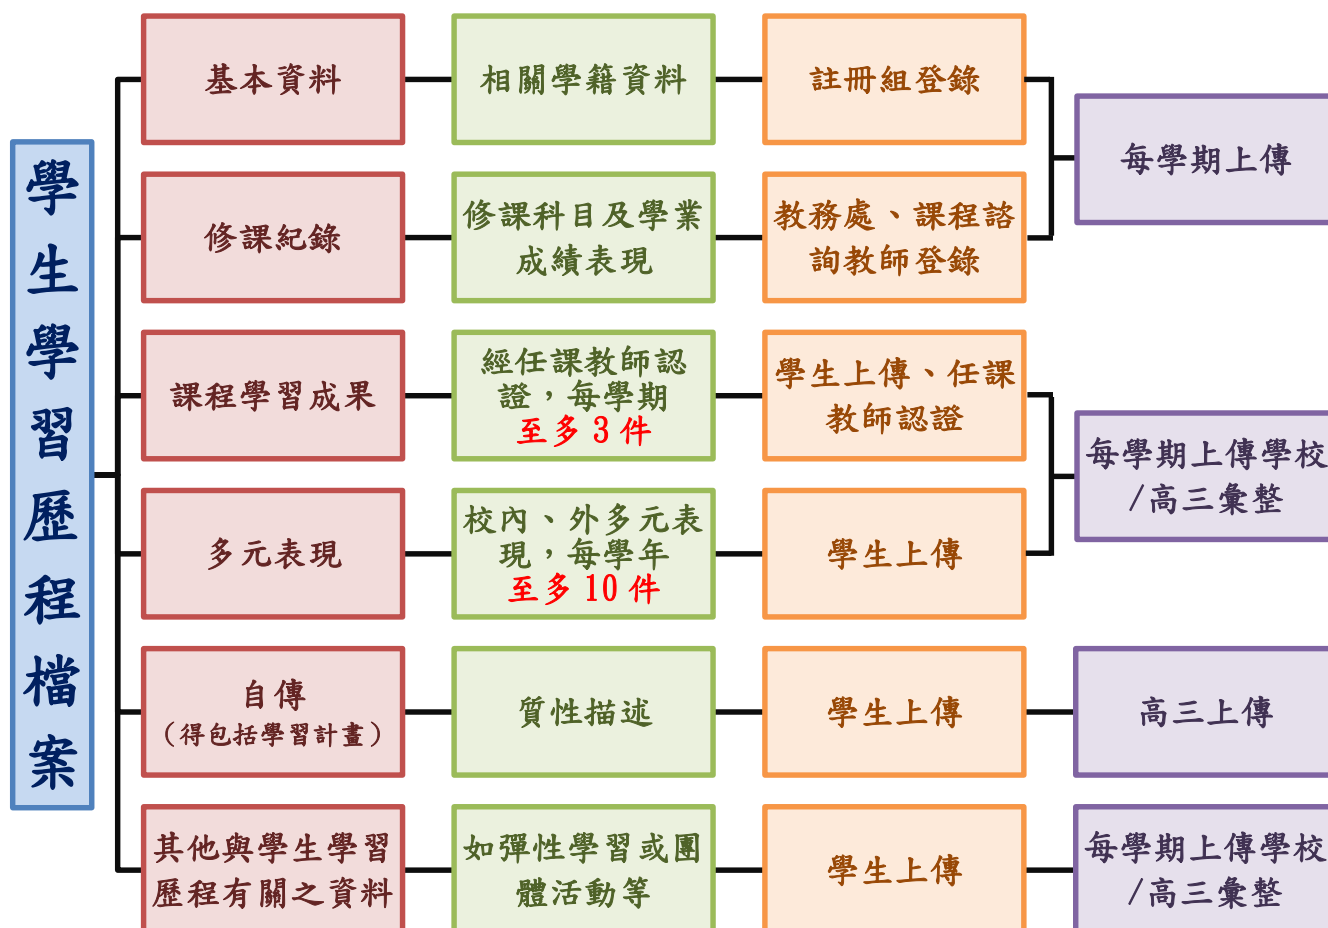 學生學習歷程檔案
基本資料
相關學籍資料
註冊組登錄
每學期上傳
修課紀錄
修課科目及學業
成績表現
教務處、課程諮
詢教師登錄
課程學習成果
經任課教師認
證，每學期
至多 3 件
學生上傳、任課
教師認證
每學期上傳學校
/高三彙整
多元表現
校內、外多元表
現，每學年
至多 10 件
學生上傳
自傳
（得包括學習計畫）
質性描述
學生上傳
高三上傳
其他與學生學習
歷程有關之資料
如彈性學習或團
體活動等
學生上傳
每學期上傳學校
/高三彙整